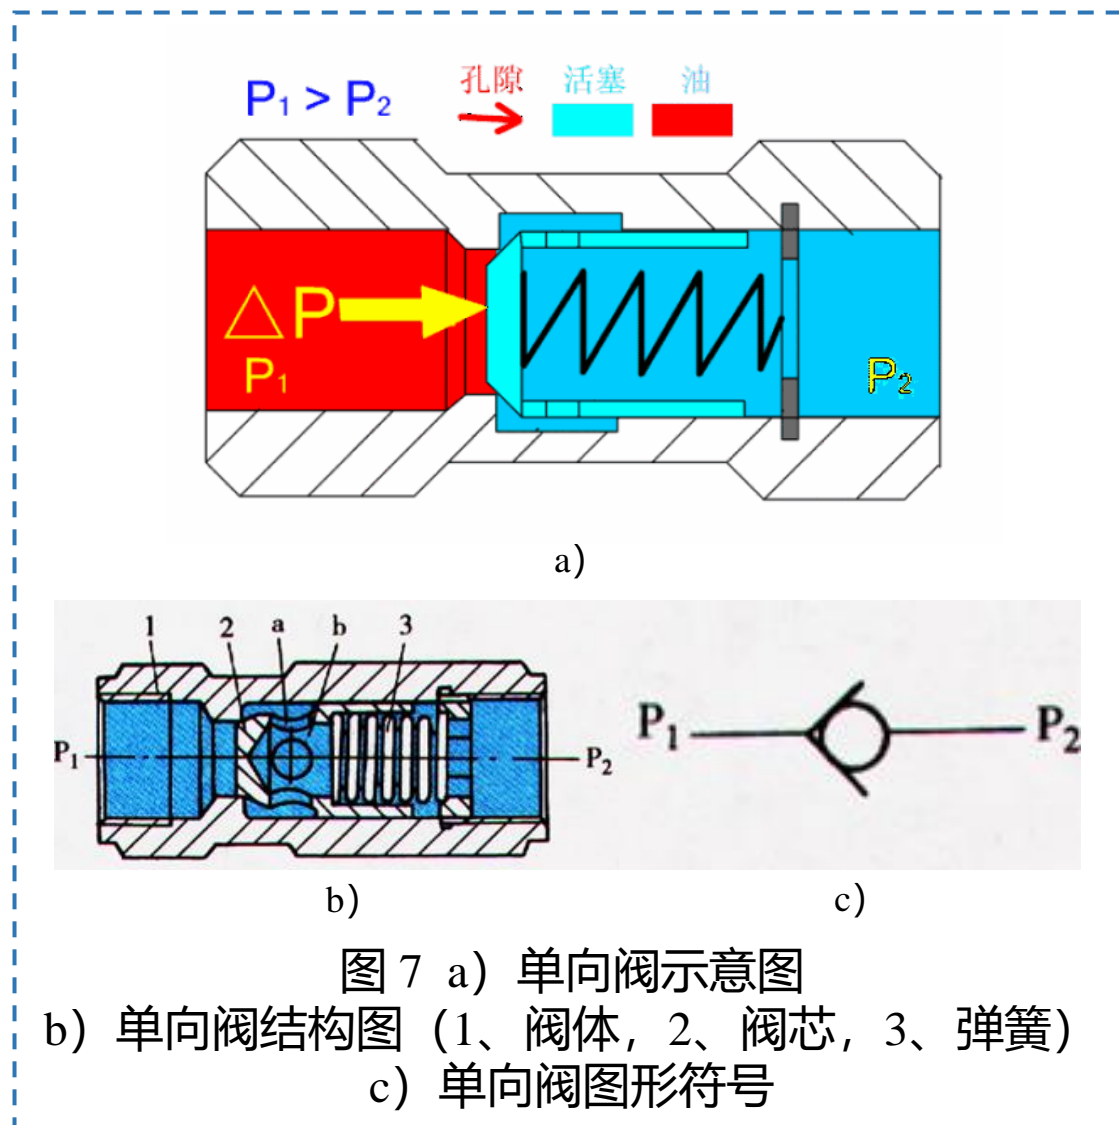 孔隙 活塞 油
P₁ > P₂
△P
P₁
P₂
a）
1 2 a b 3
P₁ P₂
P₁ P₂
b） c）
图 7 a）单向阀示意图
b）单向阀结构图（1、阀体，2、阀芯，3、弹簧）
c）单向阀图形符号